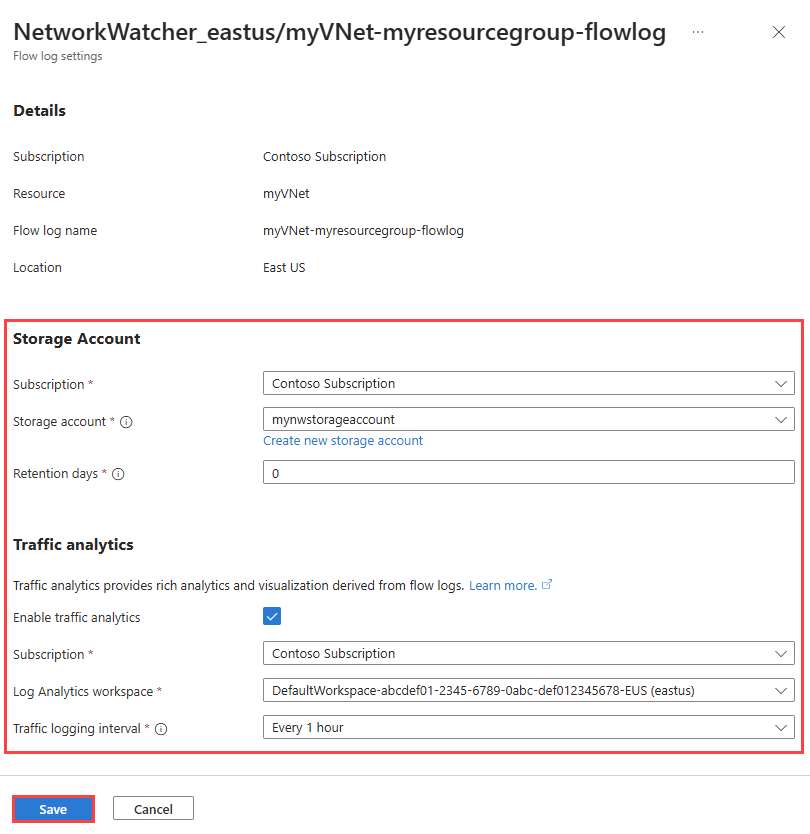 NetworkWatcher_eastus/myVNet-myresourcegroup-flowlog ...
Flow log settings
Details
Subscription Contoso Subscription
Resource myVNet
Flow log name myVNet-myresourcegroup-flowlog
Location East US
Storage Account
Subscription * Contoso Subscription
Storage account * mynwstorageaccount
Create new storage account
Retention days * 0
Traffic analytics
Traffic analytics provides rich analytics and visualization derived from flow logs. Learn more.
Enable traffic analytics
Subscription * Contoso Subscription
Log Analytics workspace * DefaultWorkspace-abcdef01-2345-6789-0abc-def012345678-EUS (eastus)
Traffic logging interval * Every 1 hour
Save Cancel